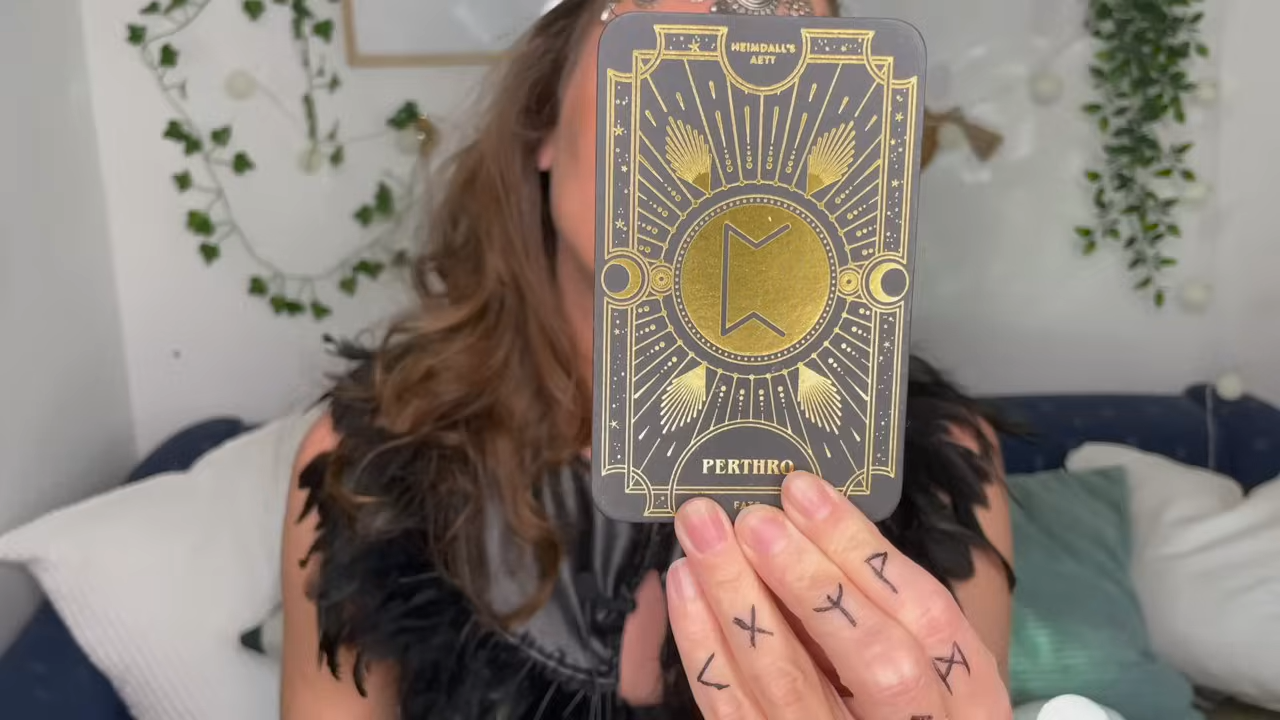 HEIMDALL'S
AETT
ᛈ
PERTHRO
ᚹ
ᛉ
ᚷ
ᛞ
ᚲ